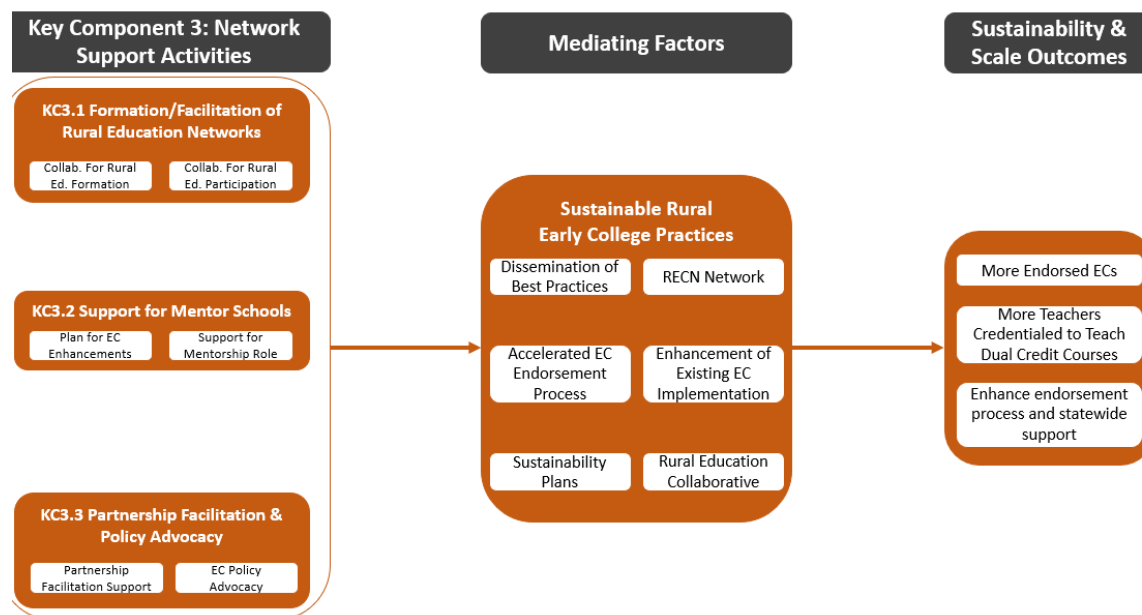 Key Component 3: Network
Support Activities
Mediating Factors
Sustainability &
Scale Outcomes
KC3.1 Formation/Facilitation of
Rural Education Networks
Collab. For Rural
Ed. Formation
Collab. For Rural
Ed. Participation
KC3.2 Support for Mentor Schools
Plan for EC
Enhancements
Support for
Mentorship Role
KC3.3 Partnership Facilitation &
Policy Advocacy
Partnership
Facilitation Support
EC Policy
Advocacy
Sustainable Rural
Early College Practices
Dissemination of
Best Practices
RECN Network
Accelerated EC
Endorsement
Process
Enhancement of
Existing EC
Implementation
Sustainability
Plans
Rural Education
Collaborative
More Endorsed ECs
More Teachers
Credentialed to Teach
Dual Credit Courses
Enhance endorsement
process and statewide
support